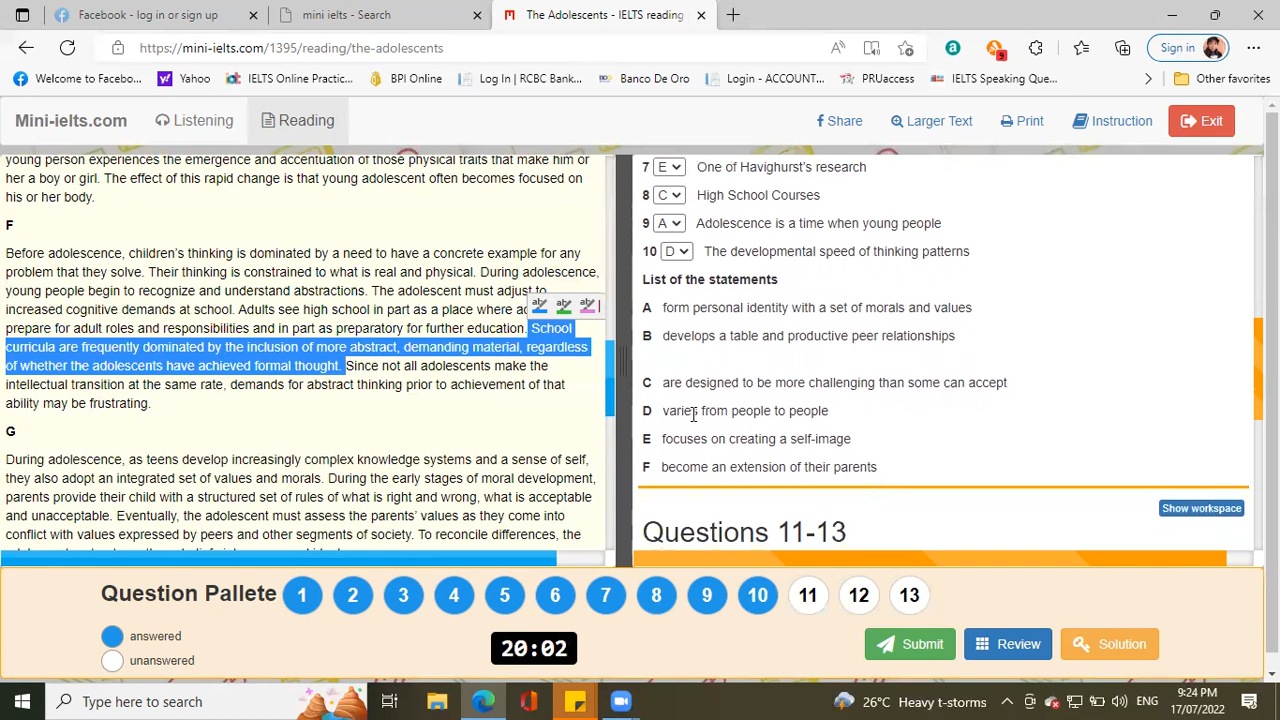 Facebook - log in or sign up
mini ielts - Search
The Adolescents - IELTS reading
https://mini-ielts.com/1395/reading/the-adolescents
Sign in
9
Welcome to Facebo...
Yahoo
IELTS Online Practic...
BPI Online
Log In | RCBC Bank...
Banco De Oro
Login - ACCOUNT...
PRUaccess
IELTS Speaking Que...
Other favorites
Mini-ielts.com
Listening
Reading
Share
Larger Text
Print
Instruction
Exit
young person experiences the emergence and accentuation of those physical traits that make him or
her a boy or girl. The effect of this rapid change is that young adolescent often becomes focused on
his or her body.
F
Before adolescence, children's thinking is dominated by a need to have a concrete example for any
problem that they solve. Their thinking is constrained to what is real and physical. During adolescence,
young people begin to recognize and understand abstractions. The adolescent must adjust to
increased cognitive demands at school. Adults see high school in part as a place where
prepare for adult roles and responsibilities and in part as preparatory for further education. School
curricula are frequently dominated by the inclusion of more abstract, demanding material, regardless
of whether the adolescents have achieved formal thought. Since not all adolescents make the
intellectual transition at the same rate, demands for abstract thinking prior to achievement of that
ability may be frustrating.
G
During adolescence, as teens develop increasingly complex knowledge systems and a sense of self,
they also adopt an integrated set of values and morals. During the early stages of moral development,
parents provide their child with a structured set of rules of what is right and wrong, what is acceptable
and unacceptable. Eventually, the adolescent must assess the parents' values as they come into
conflict with values expressed by peers and other segments of society. To reconcile differences, the
7 E One of Havighurst's research
8 C High School Courses
9 A Adolescence is a time when young people
10 D The developmental speed of thinking patterns
List of the statements
A form personal identity with a set of morals and values
B develops a table and productive peer relationships
C are designed to be more challenging than some can accept
D varies from people to people
E focuses on creating a self-image
F become an extension of their parents
Show workspace
Questions 11-13
Question Pallete 1 2 3 4 5 6 7 8 9 10 11 12 13
answered
unanswered
20:02
Submit
Review
Solution
Type here to search
26°C Heavy t-storms
ENG
9:24 PM
17/07/2022